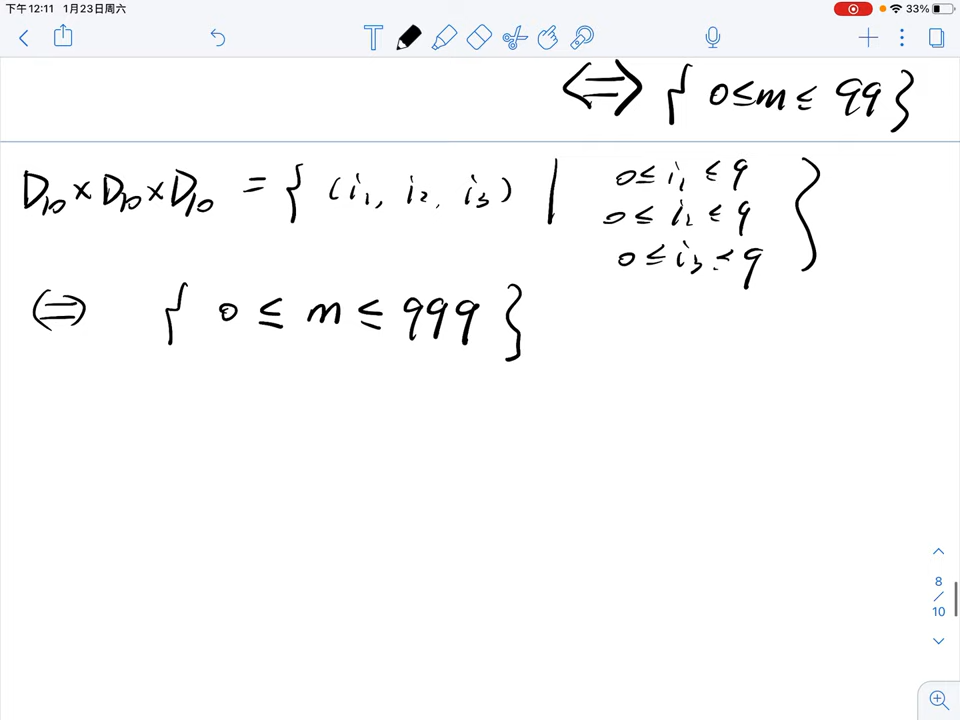 下午12:11 1月23日周六 33%
T
⟺ { 0≤m≤99 }
D₁₀×D₁₀×D₁₀ = { (i₁, i₂, i₃) | 0≤ i₁ ≤9
0≤ i₂ ≤9
0≤i₃≤9 }
⟺ { 0 ≤ m ≤ 999 }
8
/
10